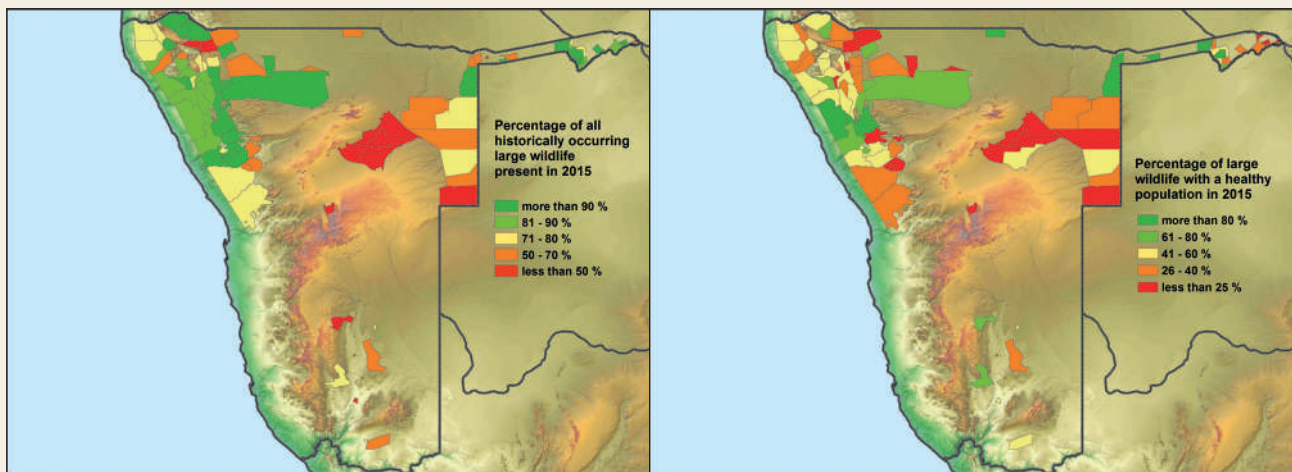 Percentage of all
historically occurring
large wildlife
present in 2015
more than 90 %
81 - 90 %
71 - 80 %
50 - 70 %
less than 50 %
Percentage of large
wildlife with a healthy
population in 2015
more than 80 %
61 - 80 %
41 - 60 %
26 - 40 %
less than 25 %